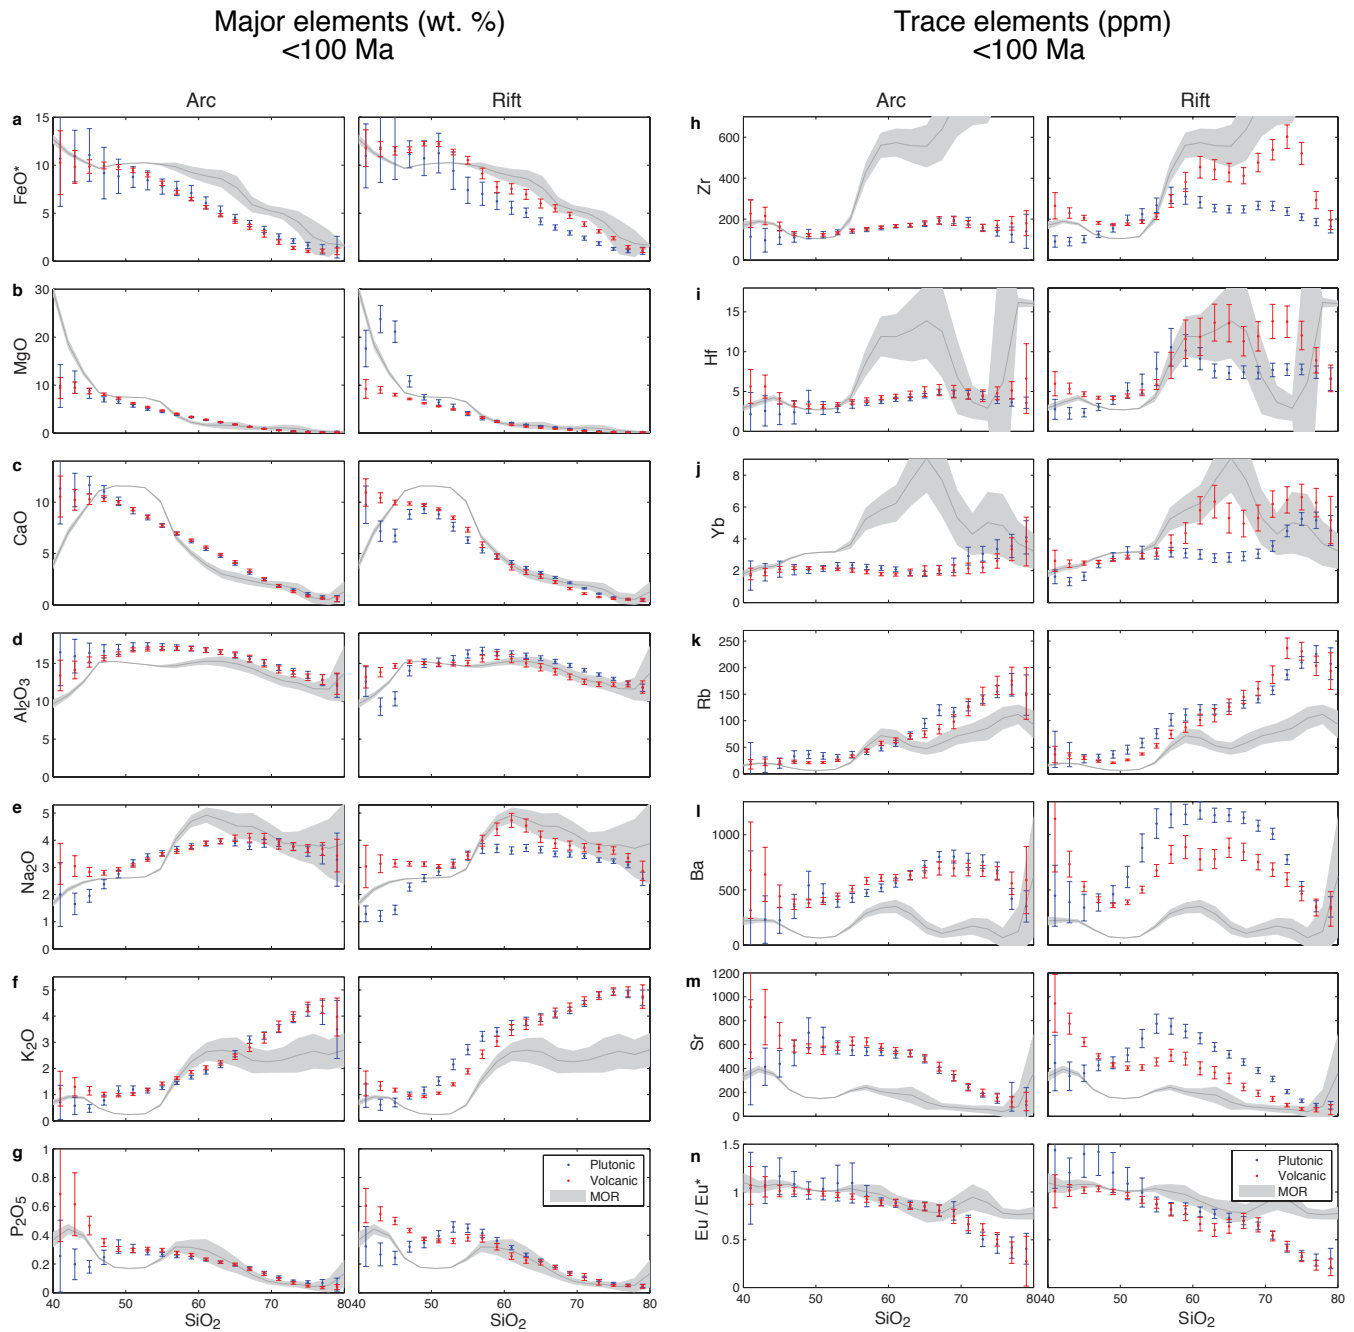 Major elements (wt. %)
<100 Ma
Trace elements (ppm)
<100 Ma
Arc
Rift
Arc
Rift
a
FeO*
15
10
5
0
b
MgO
30
20
10
0
c
CaO
10
5
0
d
Al2O3
15
10
5
0
e
Na2O
5
4
3
2
1
0
f
K2O
5
4
3
2
1
0
g
P2O5
1
0.8
0.6
0.4
0.2
0
Plutonic
Volcanic
MOR
40 50 60 70 80 40 50 60 70 80
SiO2
SiO2
h
Zr
600
400
200
0
i
Hf
15
10
5
0
j
Yb
8
6
4
2
0
k
Rb
250
200
150
100
50
0
l
Ba
1000
500
0
m
Sr
1200
1000
800
600
400
200
0
n
Eu / Eu*
1.5
1
0.5
0
Plutonic
Volcanic
MOR
40 50 60 70 80 40 50 60 70 80
SiO2
SiO2